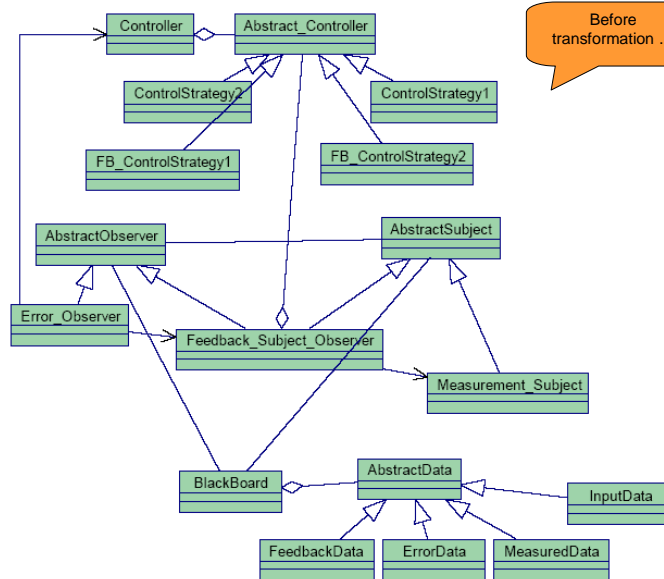 Before
transformation .
Controller
Abstract_Controller
ControlStrategy2
ControlStrategy1
FB_ControlStrategy1
FB_ControlStrategy2
AbstractObserver
AbstractSubject
Error_Observer
Feedback_Subject_Observer
Measurement_Subject
BlackBoard
AbstractData
InputData
FeedbackData
ErrorData
MeasuredData